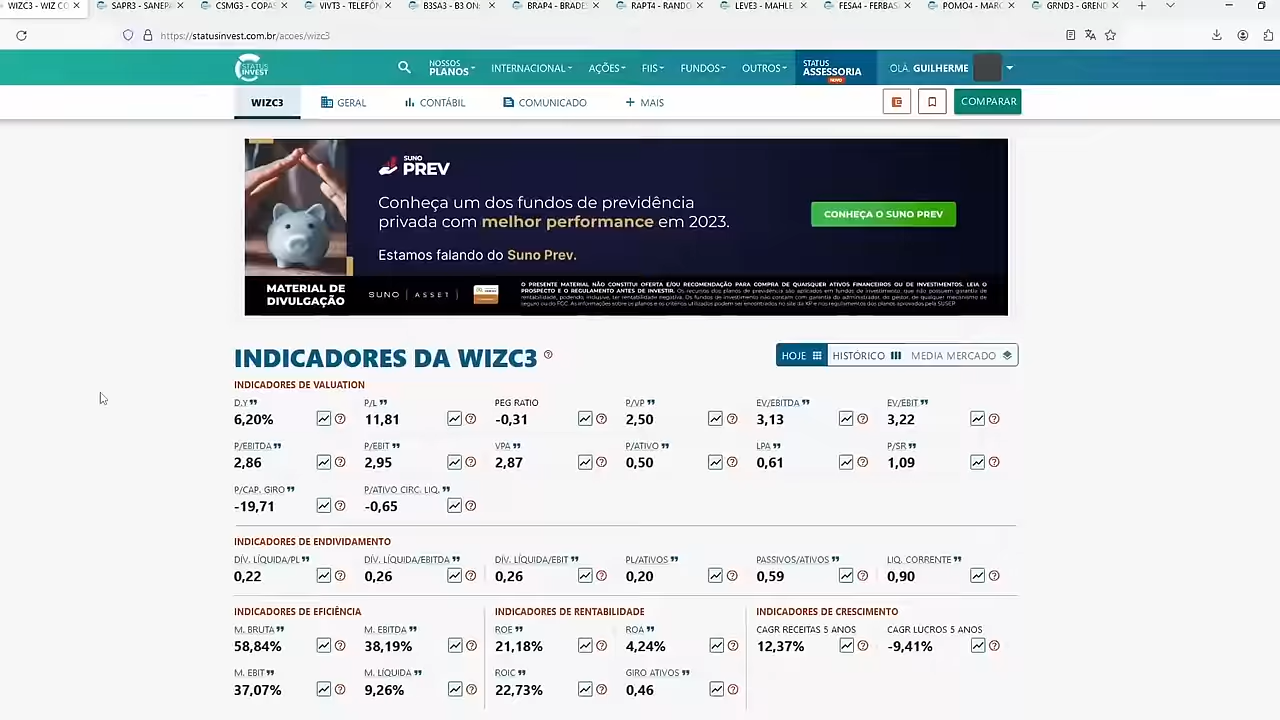 WIZC3 - WIZ CO
SAPR3 - SANEPA
CSMG3 - COPAS
VIVT3 - TELEFÔN
B3SA3 - B3 ON:
BRAP4 - BRADES
RAPT4 - RANDO
LEVE3 - MAHLE
FESA4 - FERBAS
POMO4 - MARC
GRND3 - GREND
https://statusinvest.com.br/acoes/wizc3
STATUS INVEST
NOSSOS PLANOS
INTERNACIONAL
AÇÕES
FIIS
FUNDOS
OUTROS
STATUS ASSESSORIA
NOVO
OLÁ, GUILHERME
WIZC3
GERAL
CONTÁBIL
COMUNICADO
MAIS
COMPARAR
SUNO
PREV
Conheça um dos fundos de previdência
privada com melhor performance em 2023.
CONHEÇA O SUNO PREV
Estamos falando do Suno Prev.
MATERIAL DE
DIVULGAÇÃO
SUNO | ASSET
INDICADORES DA WIZC3
HOJE HISTÓRICO MEDIA MERCADO
INDICADORES DE VALUATION
D.Y P/L PEG RATIO P/VP EV/EBITDA EV/EBIT
6,20% 11,81 -0,31 2,50 3,13 3,22
P/EBITDA P/EBIT VPA P/ATIVO LPA P/SR
2,86 2,95 2,87 0,50 0,61 1,09
P/CAP. GIRO P/ATIVO CIRC. LIQ.
-19,71 -0,65
INDICADORES DE ENDIVIDAMENTO
DÍV. LÍQUIDA/PL DÍV. LÍQUIDA/EBITDA DÍV. LÍQUIDA/EBIT PL/ATIVOS PASSIVOS/ATIVOS LIQ. CORRENTE
0,22 0,26 0,26 0,20 0,59 0,90
INDICADORES DE EFICIÊNCIA INDICADORES DE RENTABILIDADE INDICADORES DE CRESCIMENTO
M. BRUTA M. EBITDA ROE ROA CAGR RECEITAS 5 ANOS CAGR LUCROS 5 ANOS
58,84% 38,19% 21,18% 4,24% 12,37% -9,41%
M. EBIT M. LÍQUIDA ROIC GIRO ATIVOS
37,07% 9,26% 22,73% 0,46